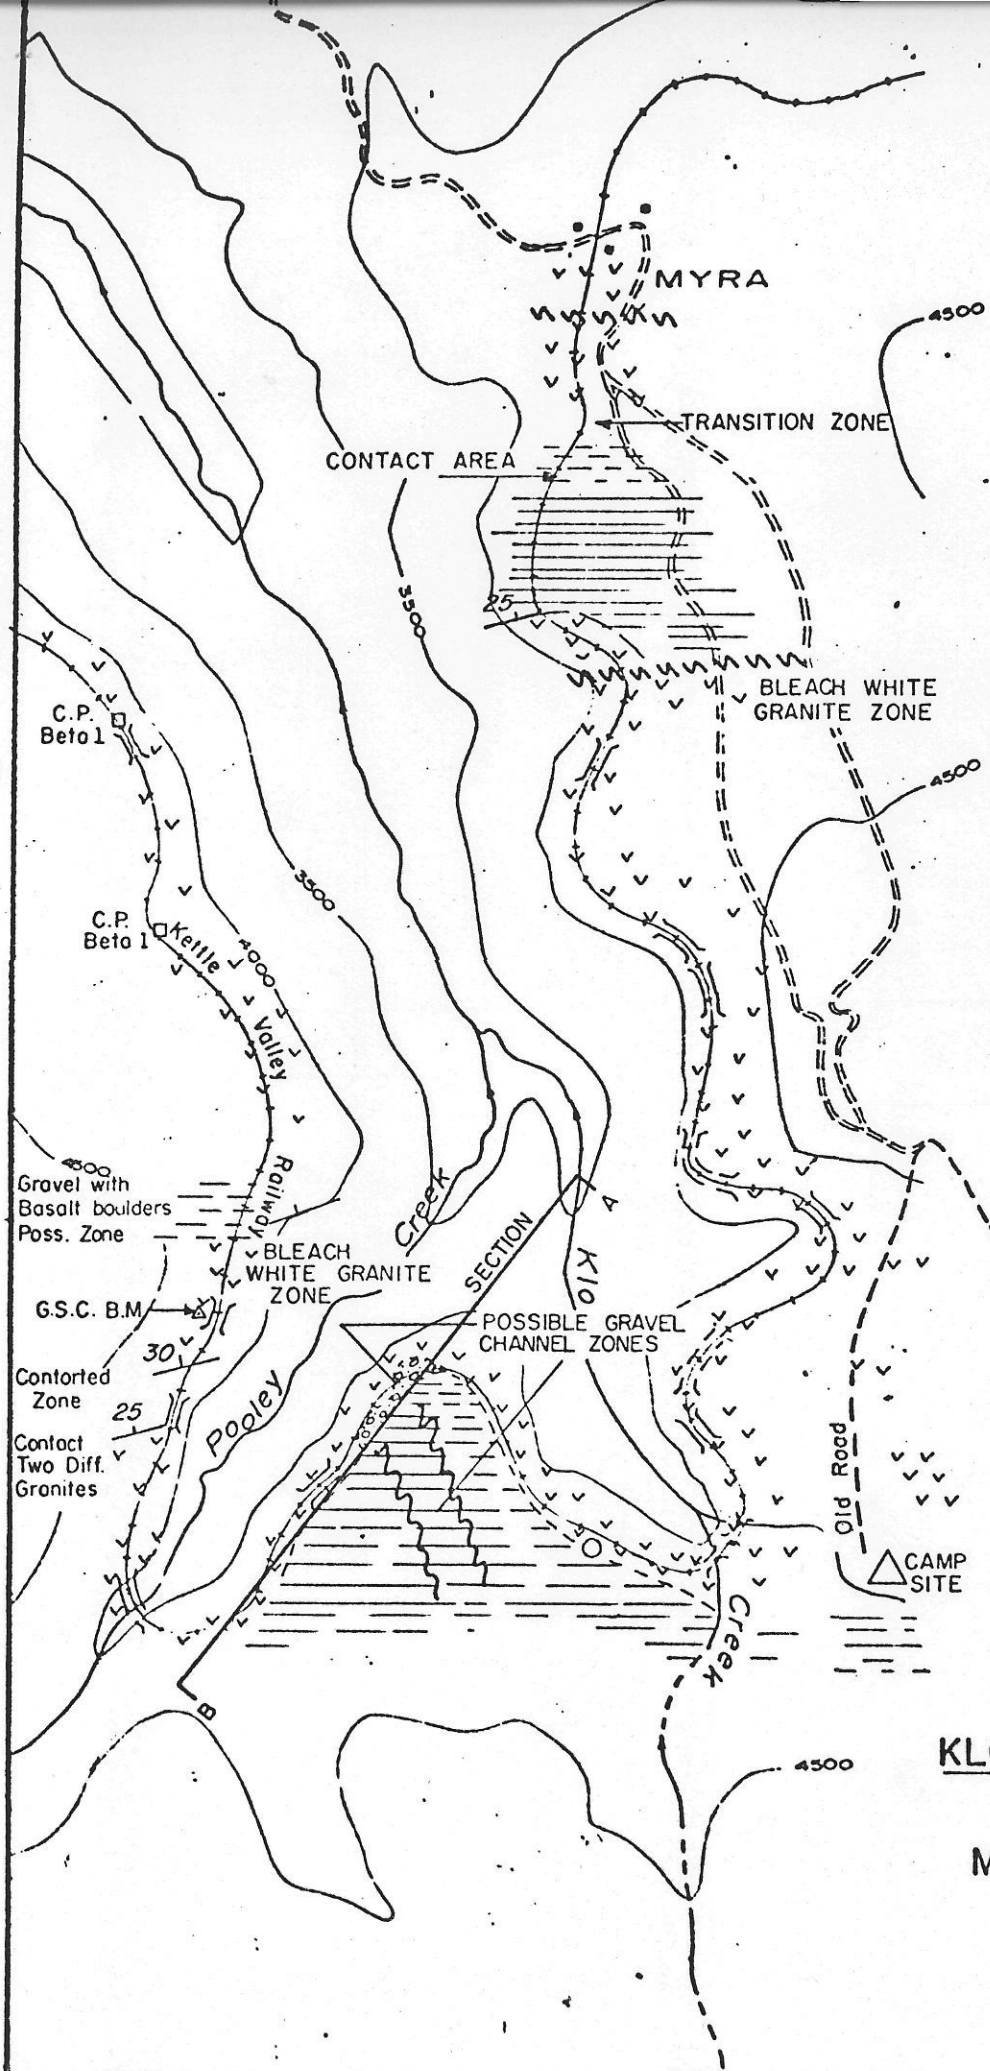 MYRA
4500
TRANSITION ZONE
CONTACT AREA
3500
25
BLEACH WHITE
GRANITE ZONE
C.P.
Beta 1
4500
3500
C.P.
Beta 1
Kettle
Valley
Railway
4000
4500
Gravel with
Basalt boulders
Poss. Zone
Creek
SECTION
A
Klo
BLEACH
WHITE GRANITE
ZONE
G.S.C. B.M.
POSSIBLE GRAVEL
CHANNEL ZONES
30
Contorted
Zone
25
Pooley
Contact
Two Diff.
Granites
Old Road
CAMP
SITE
Creek
B
4500
KL
M